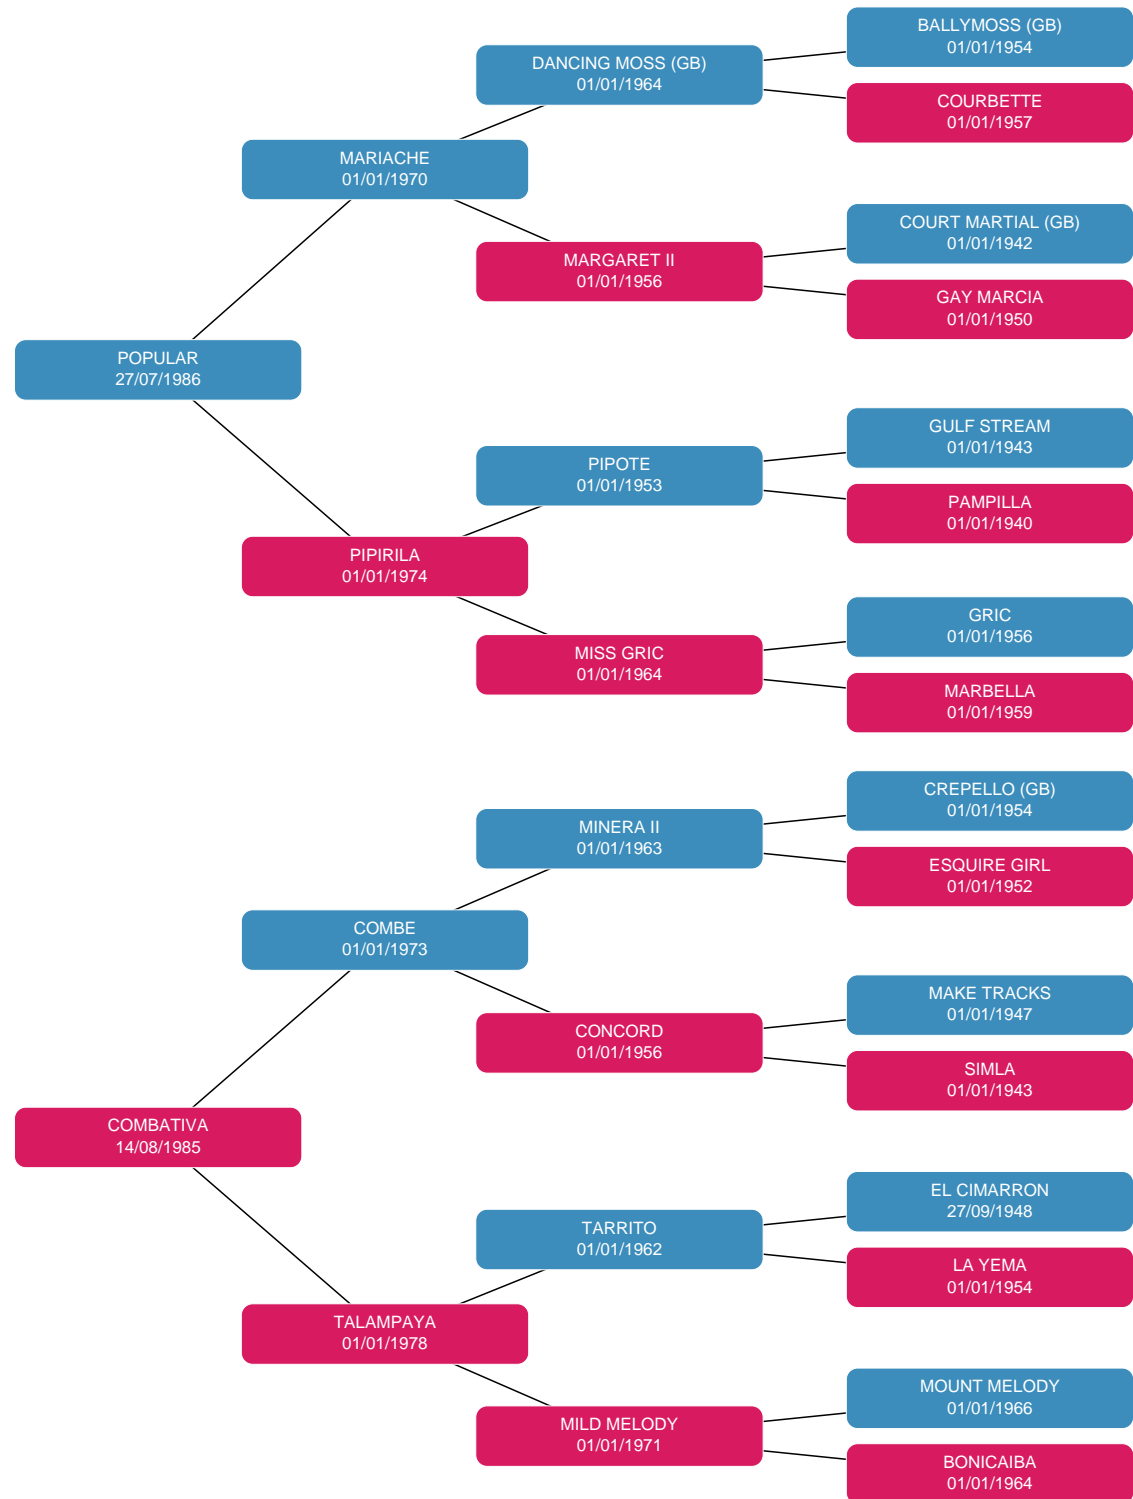 BALLYMOSS (GB)
01/01/1954
DANCING MOSS (GB)
01/01/1964
COURBETTE
01/01/1957
MARIACHE
01/01/1970
COURT MARTIAL (GB)
01/01/1942
MARGARET II
01/01/1956
GAY MARCIA
01/01/1950
POPULAR
27/07/1986
GULF STREAM
01/01/1943
PIPOTE
01/01/1953
PAMPILLA
01/01/1940
PIPIRILA
01/01/1974
GRIC
01/01/1956
MISS GRIC
01/01/1964
MARBELLA
01/01/1959
CREPELLO (GB)
01/01/1954
MINERA II
01/01/1963
ESQUIRE GIRL
01/01/1952
COMBE
01/01/1973
MAKE TRACKS
01/01/1947
CONCORD
01/01/1956
SIMLA
01/01/1943
COMBATIVA
14/08/1985
EL CIMARRON
27/09/1948
TARRITO
01/01/1962
LA YEMA
01/01/1954
TALAMPAYA
01/01/1978
MOUNT MELODY
01/01/1966
MILD MELODY
01/01/1971
BONICAIBA
01/01/1964